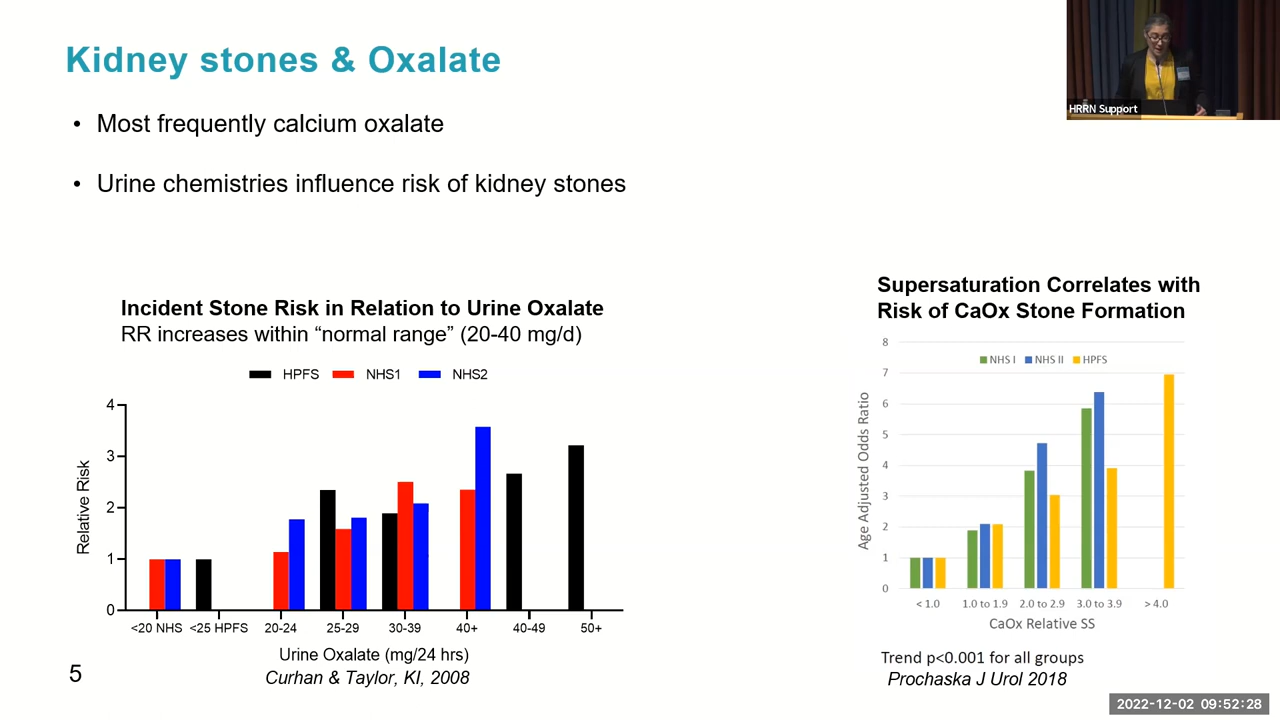 Kidney stones & Oxalate
HRRN Support
• Most frequently calcium oxalate
• Urine chemistries influence risk of kidney stones
Incident Stone Risk in Relation to Urine Oxalate
RR increases within “normal range” (20-40 mg/d)
HPFS NHS1 NHS2
4
3
2
1
0
Relative Risk
<20 NHS <25 HPFS 20-24 25-29 30-39 40+ 40-49 50+
Urine Oxalate (mg/24 hrs)
Curhan & Taylor, KI, 2008
5
Supersaturation Correlates with
Risk of CaOx Stone Formation
NHS I NHS II HPFS
8
7
6
5
4
3
2
1
0
Age Adjusted Odds Ratio
< 1.0 1.0 to 1.9 2.0 to 2.9 3.0 to 3.9 > 4.0
CaOx Relative SS
Trend p<0.001 for all groups
Prochaska J Urol 2018
2022-12-02 09:52:28